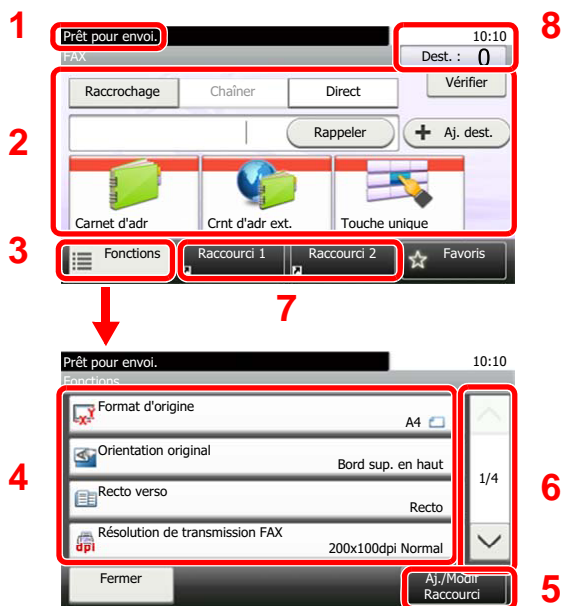 1
Prêt pour envoi.
10:10
8
FAX
Dest. : 0
Raccrochage
Chaîner
Direct
Vérifier
2
Rappeler
Aj. dest.
Carnet d'adr
Crnt d'adr ext.
Touche unique
3
Fonctions
Raccourci 1
Raccourci 2
Favoris
7
Prêt pour envoi.
10:10
Fonctions
Format d'origine
A4
Orientation original
Bord sup. en haut
4
1/4
6
Recto verso
Recto
Résolution de transmission FAX
dpi
200x100dpi Normal
Fermer
Aj./Modif
Raccourci
5